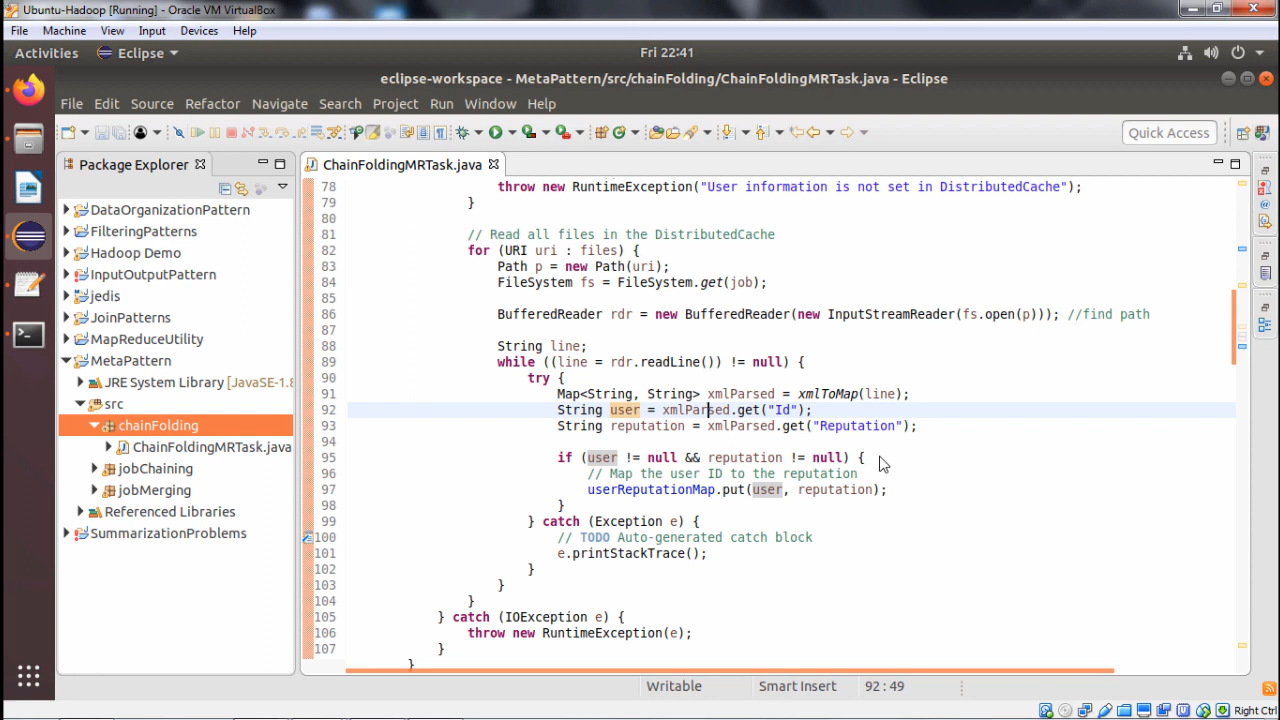 Ubuntu-Hadoop [Running] - Oracle VM VirtualBox
File Machine View Input Devices Help
Activities Eclipse Fri 22:41
eclipse-workspace - MetaPattern/src/chainFolding/ChainFoldingMRTask.java - Eclipse
File Edit Source Refactor Navigate Search Project Run Window Help
Quick Access
Package Explorer
DataOrganizationPattern
FilteringPatterns
Hadoop Demo
InputOutputPattern
jedis
JoinPatterns
MapReduceUtility
MetaPattern
JRE System Library [JavaSE-1.8
src
chainFolding
ChainFoldingMRTask.java
jobChaining
jobMerging
Referenced Libraries
SummarizationProblems
ChainFoldingMRTask.java
78 throw new RuntimeException("User information is not set in DistributedCache");
79 }
80
81 // Read all files in the DistributedCache
82 for (URI uri : files) {
83 Path p = new Path(uri);
84 FileSystem fs = FileSystem.get(job);
85
86 BufferedReader rdr = new BufferedReader(new InputStreamReader(fs.open(p))); //find path
87
88 String line;
89 while ((line = rdr.readLine()) != null) {
90 try {
91 Map<String, String> xmlParsed = xmlToMap(line);
92 String user = xmlParsed.get("Id");
93 String reputation = xmlParsed.get("Reputation");
94
95 if (user != null && reputation != null) {
96 // Map the user ID to the reputation
97 userReputationMap.put(user, reputation);
98 }
99 } catch (Exception e) {
100 // TODO Auto-generated catch block
101 e.printStackTrace();
102 }
103 }
104 }
105 } catch (IOException e) {
106 throw new RuntimeException(e);
107 }
}
Writable Smart Insert 92:49
Right Ctrl